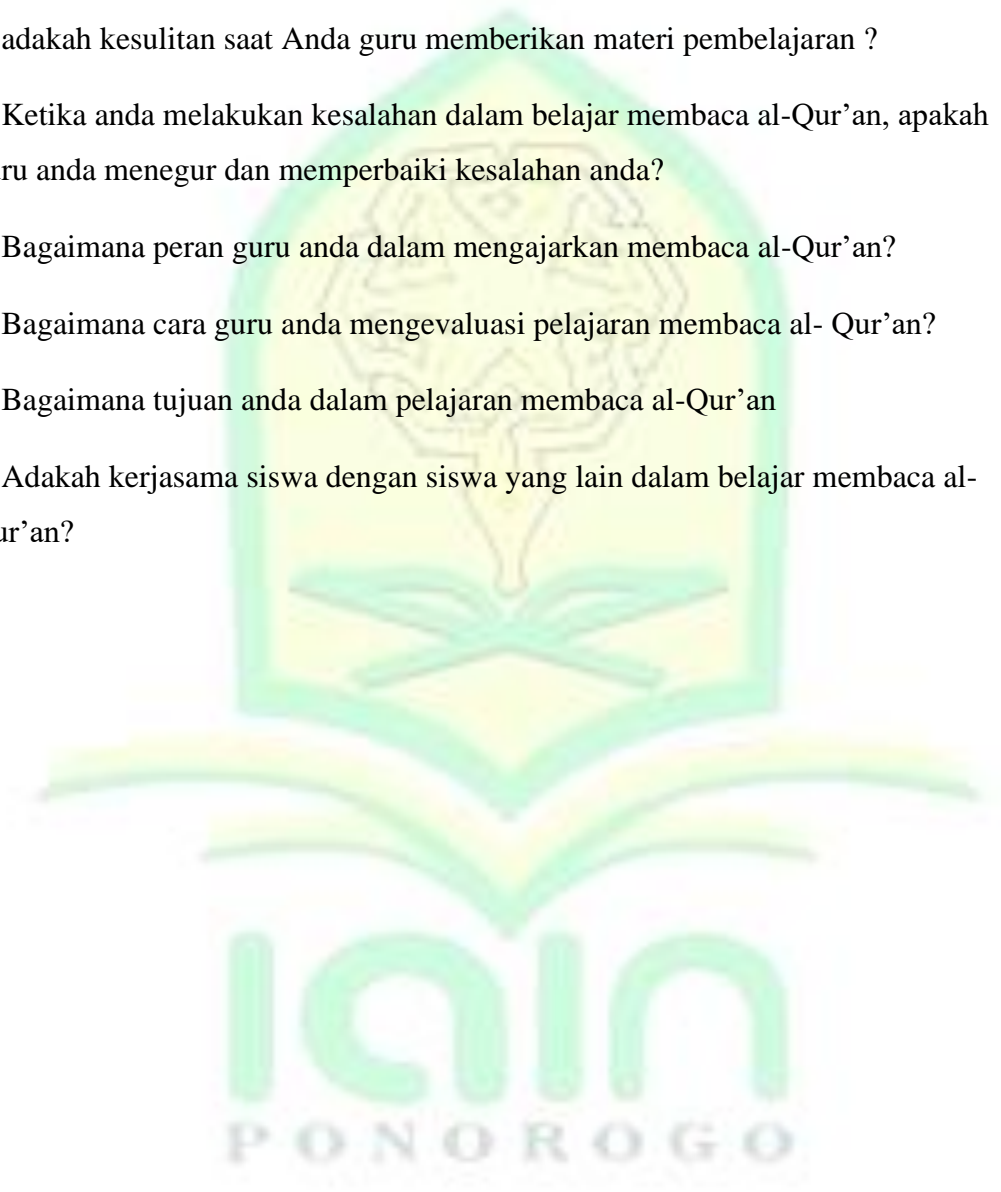 adakah kesulitan saat Anda guru memberikan materi pembelajaran ?
Ketika anda melakukan kesalahan dalam belajar membaca al-Qur’an, apakah
ru anda menegur dan memperbaiki kesalahan anda?
Bagaimana peran guru anda dalam mengajarkan membaca al-Qur’an?
Bagaimana cara guru anda mengevaluasi pelajaran membaca al- Qur’an?
Bagaimana tujuan anda dalam pelajaran membaca al-Qur’an
Adakah kerjasama siswa dengan siswa yang lain dalam belajar membaca al-
ur’an?
iain
PONOROGO